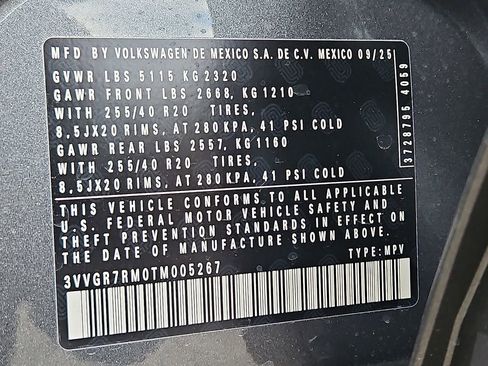 MFD BY VOLKSWAGEN DE MEXICO S.A. DE C.V. MEXICO 09/25
GVWR LBS 5115 KG 2320
GAWR FRONT LBS 2668, KG 1210
WITH 255/40 R20 TIRES,
8,5JX20 RIMS, AT 280 KPA, 41 PSI COLD
GAWR REAR LBS 2557, KG 1160
WITH 255/40 R20 TIRES,
8,5JX20 RIMS, AT 280 KPA, 41 PSI COLD
THIS VEHICLE CONFORMS TO ALL APPLICABLE
U.S. FEDERAL MOTOR VEHICLE SAFETY AND
THEFT PREVENTION STANDARDS IN EFFECT ON THE
DATE OF MANUFACTURE SHOWN ABOVE.
3VVGR7RM0TM005267 TYPE: MPV
3728795 4059